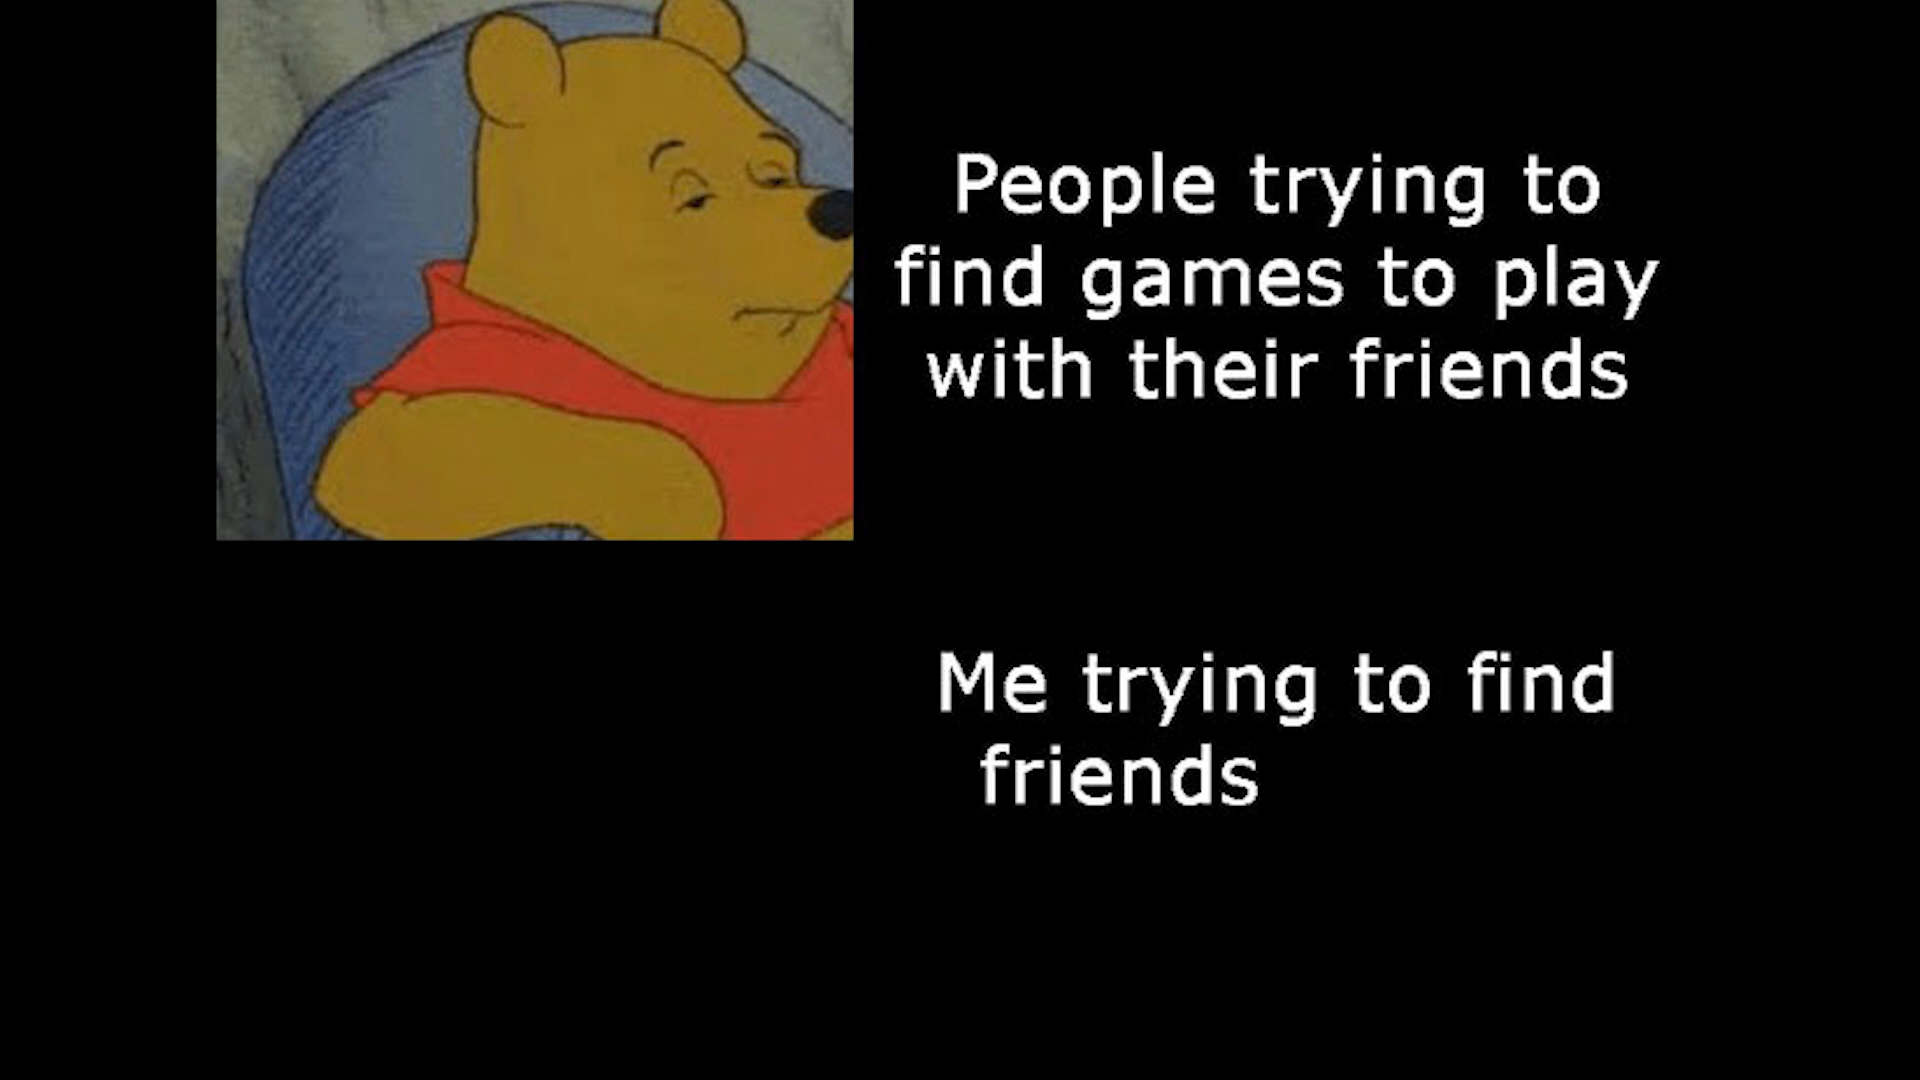 People trying to
find games to play
with their friends
Me trying to find
friends